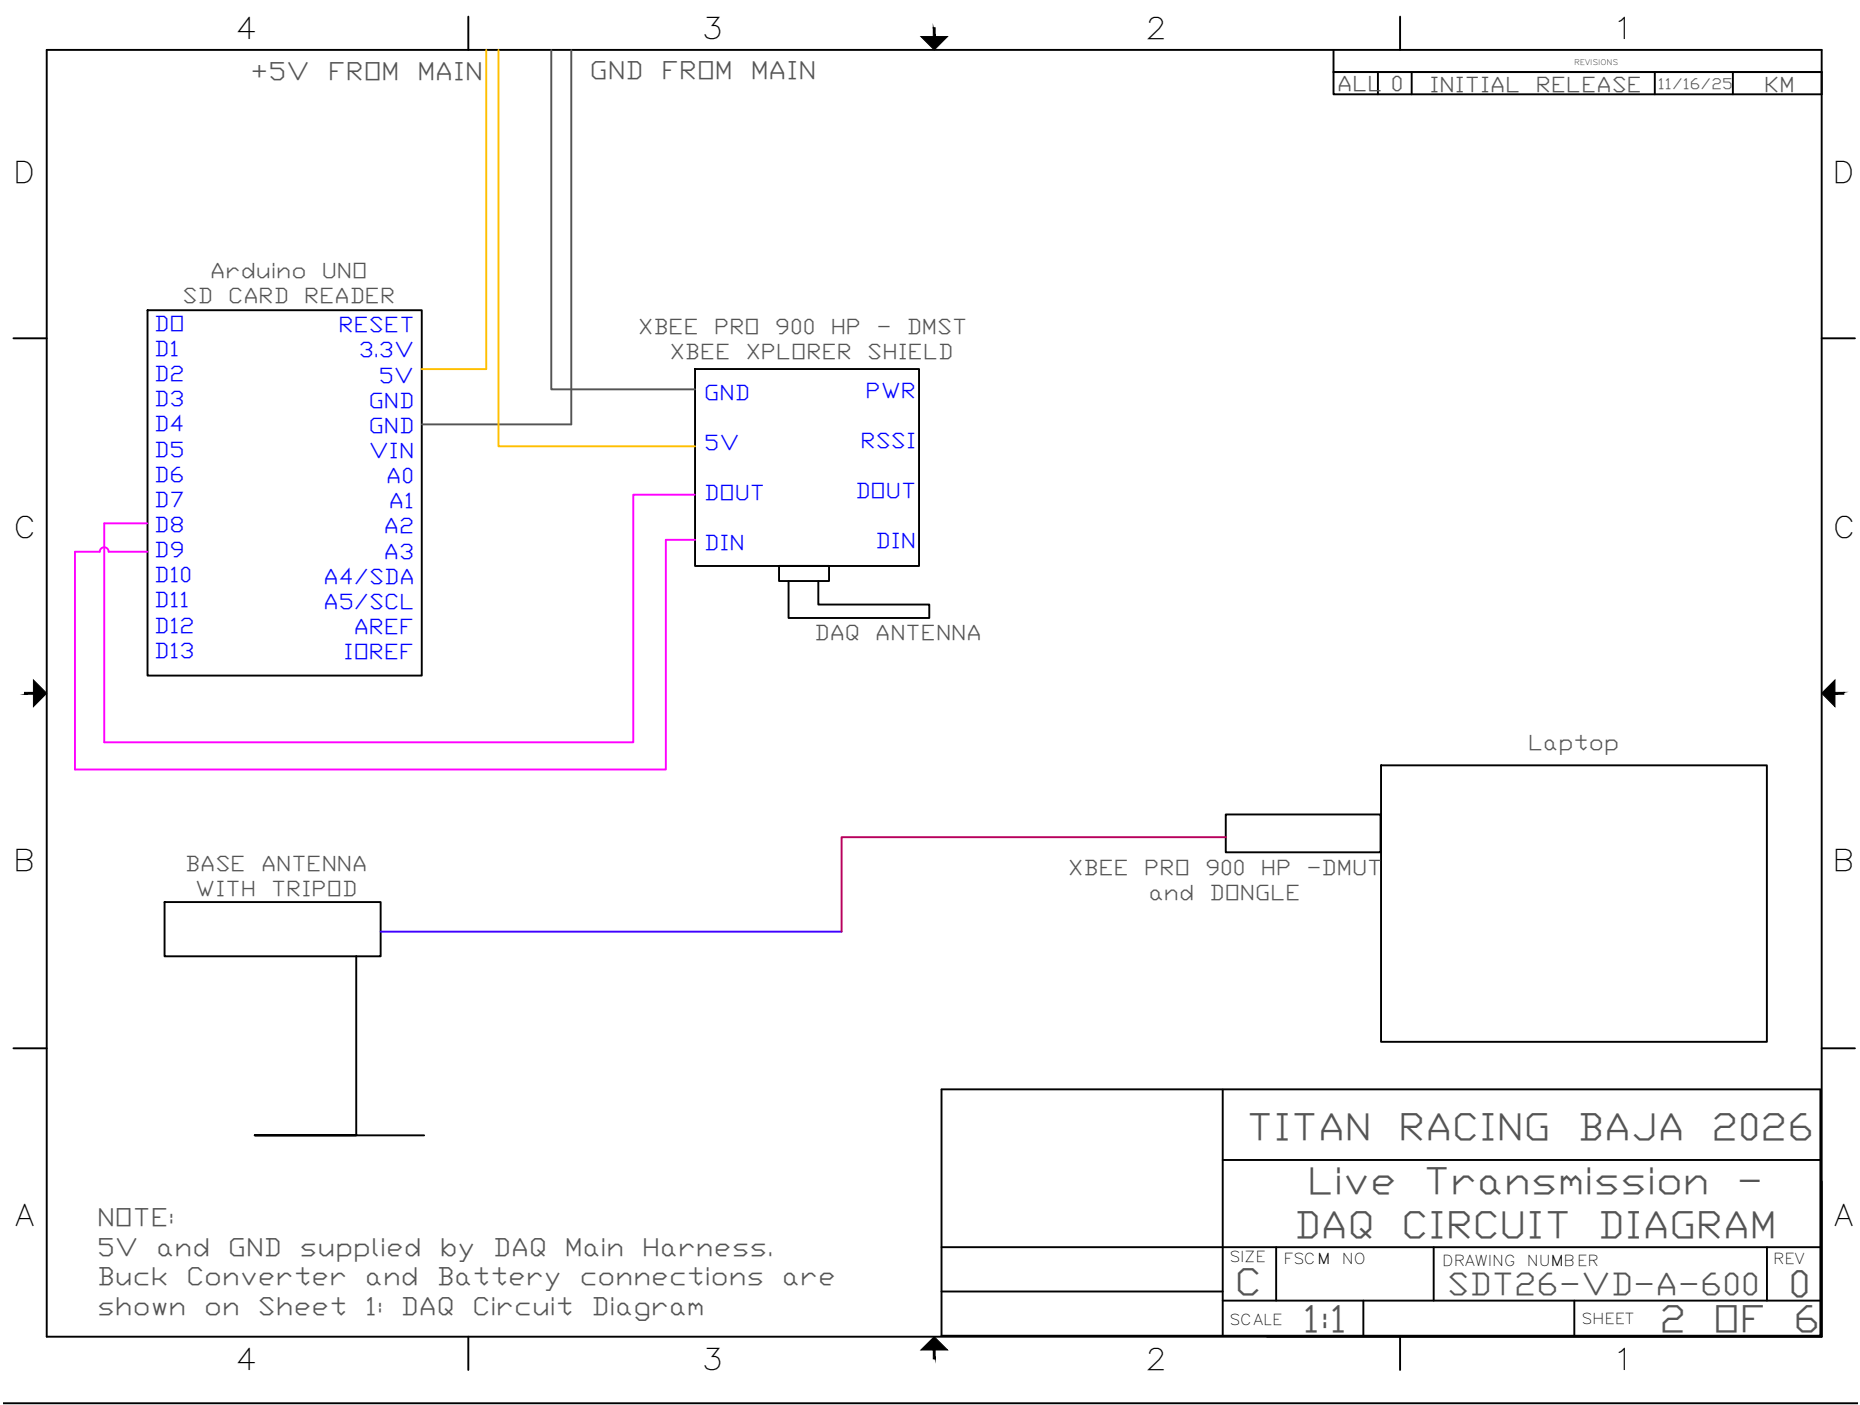 4 3 2 1
+5V FROM MAIN GND FROM MAIN
REVISIONS
ALL 0 INITIAL RELEASE 11/16/25 KM
D D
Arduino UNO
SD CARD READER
D0 RESET
D1 3.3V
D2 5V
D3 GND
D4 GND
D5 VIN
D6 A0
D7 A1
D8 A2
D9 A3
D10 A4/SDA
D11 A5/SCL
D12 AREF
D13 IOREF
XBEE PRO 900 HP - DMST
XBEE XPLORER SHIELD
GND PWR
5V RSSI
DOUT DOUT
DIN DIN
DAQ ANTENNA
C C
Laptop
XBEE PRO 900 HP -DMUT
and DONGLE
BASE ANTENNA
WITH TRIPOD
B B
NOTE:
5V and GND supplied by DAQ Main Harness.
Buck Converter and Battery connections are
shown on Sheet 1: DAQ Circuit Diagram
A A
TITAN RACING BAJA 2026
Live Transmission -
DAQ CIRCUIT DIAGRAM
SIZE FSCM NO DRAWING NUMBER REV
C SDT26-VD-A-600 0
SCALE 1:1 SHEET 2 OF 6
4 3 2 1